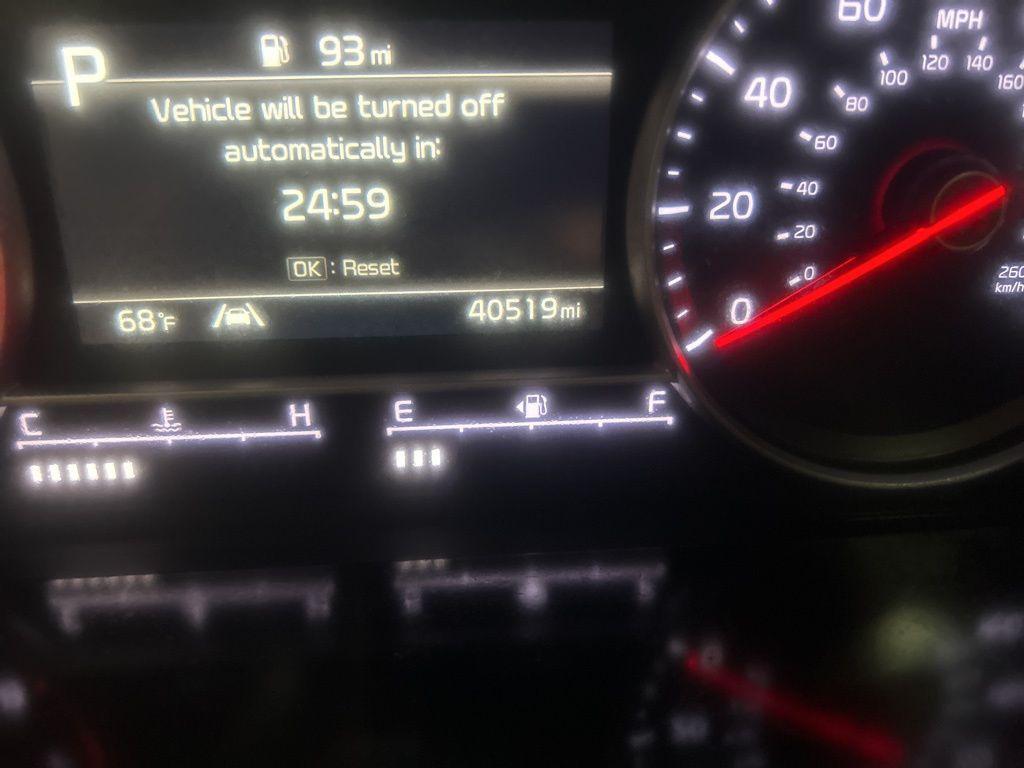 P
93 mi
Vehicle will be turned off
automatically in:
24:59
OK : Reset
68°F
40519 mi
C H
E F
60
MPH
40
20
0
0
20
40
60
80
100
120
140
160
260
km/h